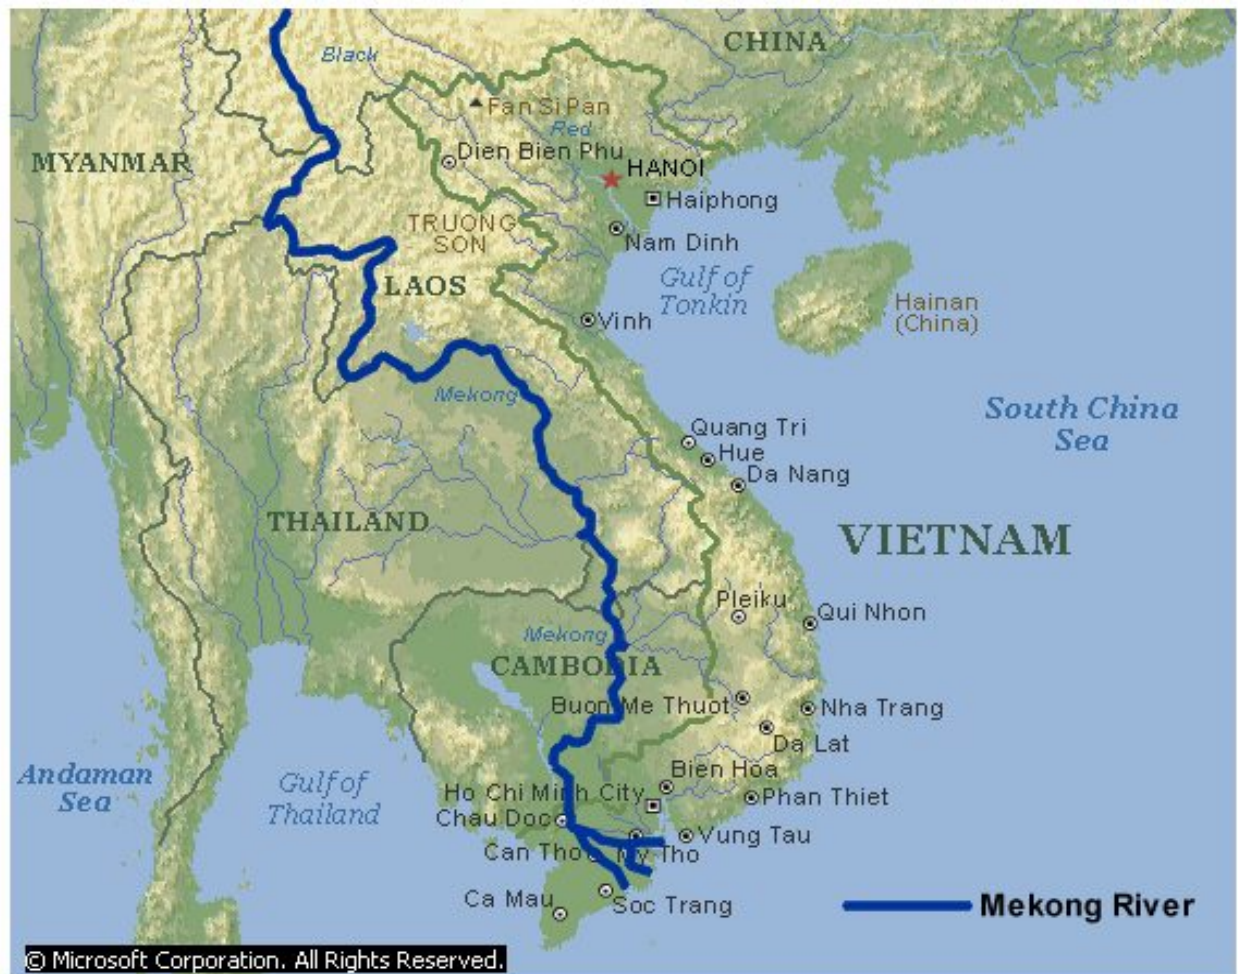 CHINA
Black
Fan Si Pan
Red
MYANMAR
Dien Bien Phu
HANOI
Haiphong
TRUONG
SON
Nam Dinh
LAOS
Gulf of
Tonkin
Hainan
(China)
Vinh
Mekong
South China
Sea
Quang Tri
Hue
Da Nang
THAILAND
VIETNAM
Pleiku
Qui Nhon
Mekong
CAMBODIA
Buon Me Thuot
Nha Trang
Da Lat
Andaman
Sea
Gulf of
Thailand
Bien Hoa
Ho Chi Minh City
Phan Thiet
Chau Doc
Vung Tau
Can Tho
My Tho
Ca Mau
Soc Trang
Mekong River
© Microsoft Corporation. All Rights Reserved.